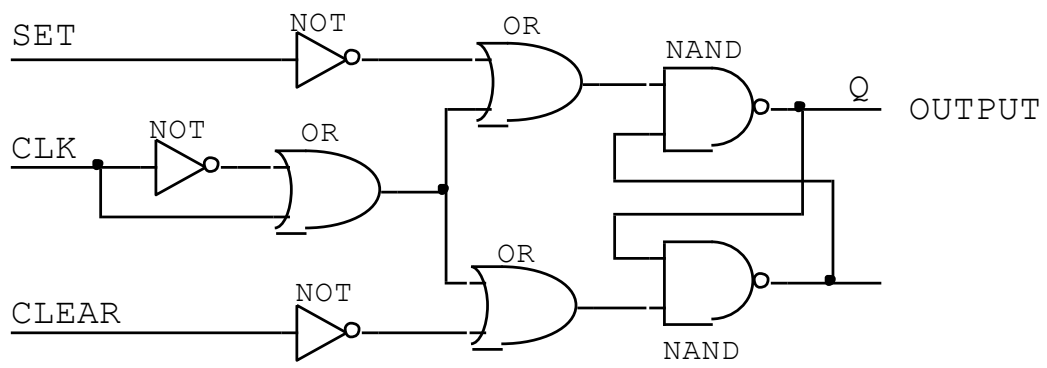 SET
NOT
OR
NAND
Q
OUTPUT
CLK
NOT
OR
CLEAR
NOT
OR
NAND